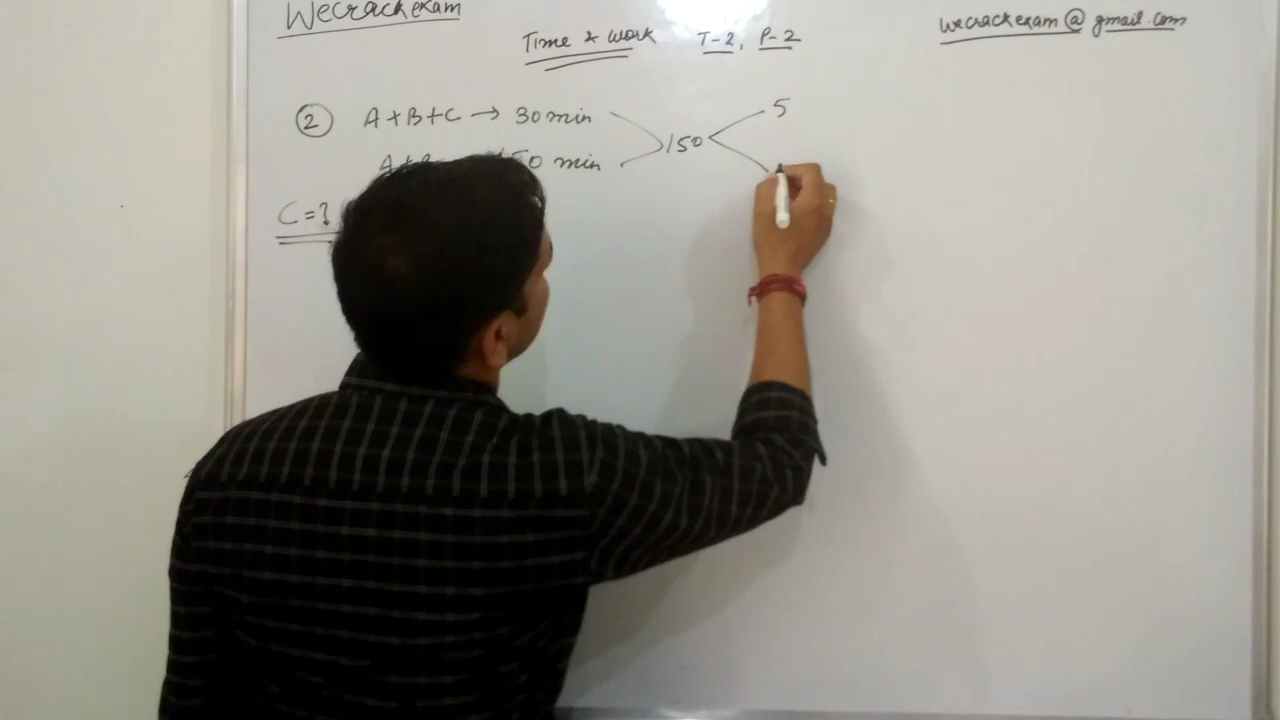 Wecrackexam
wecrackexam@gmail.com
Time & work T-2, P-2
2 A+B+C → 30 min
50 min
150
5
C=?